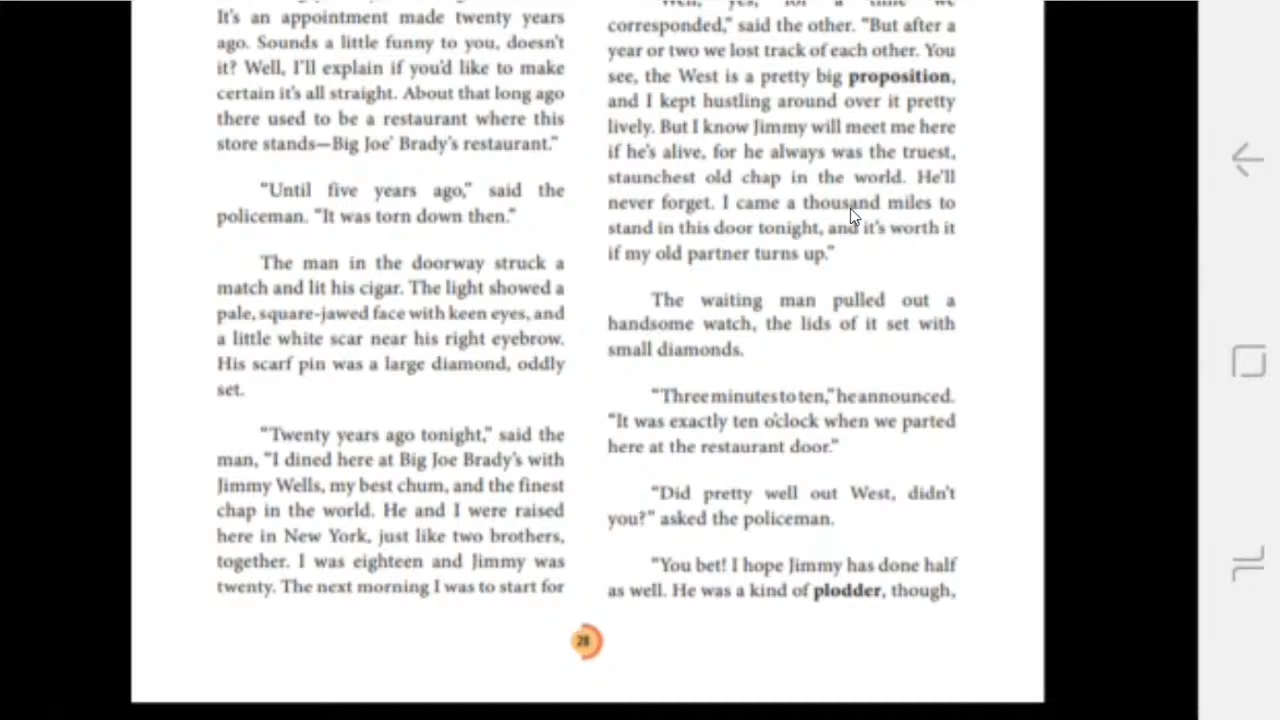 It's an appointment made twenty years
ago. Sounds a little funny to you, doesn't
it? Well, I'll explain if you'd like to make
certain it's all straight. About that long ago
there used to be a restaurant where this
store stands—Big Joe' Brady's restaurant."
"Until five years ago," said the
policeman. "It was torn down then."
The man in the doorway struck a
match and lit his cigar. The light showed a
pale, square-jawed face with keen eyes, and
a little white scar near his right eyebrow.
His scarf pin was a large diamond, oddly
set.
"Twenty years ago tonight," said the
man, "I dined here at Big Joe Brady's with
Jimmy Wells, my best chum, and the finest
chap in the world. He and I were raised
here in New York, just like two brothers,
together. I was eighteen and Jimmy was
twenty. The next morning I was to start for
"Well, yes, for a time we
corresponded," said the other. "But after a
year or two we lost track of each other. You
see, the West is a pretty big proposition,
and I kept hustling around over it pretty
lively. But I know Jimmy will meet me here
if he's alive, for he always was the truest,
staunchest old chap in the world. He'll
never forget. I came a thousand miles to
stand in this door tonight, and it's worth it
if my old partner turns up."
The waiting man pulled out a
handsome watch, the lids of it set with
small diamonds.
"Three minutes to ten," he announced.
"It was exactly ten o'clock when we parted
here at the restaurant door."
"Did pretty well out West, didn't
you?" asked the policeman.
"You bet! I hope Jimmy has done half
as well. He was a kind of plodder, though,
28